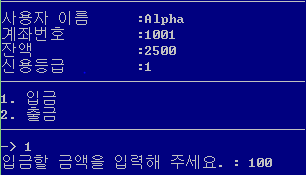 사용자 이름 :Alpha
계좌번호 :1001
잔액 :2500
신용등급 :1
1. 입금
2. 출금
-> 1
입금할 금액을 입력해 주세요. : 100